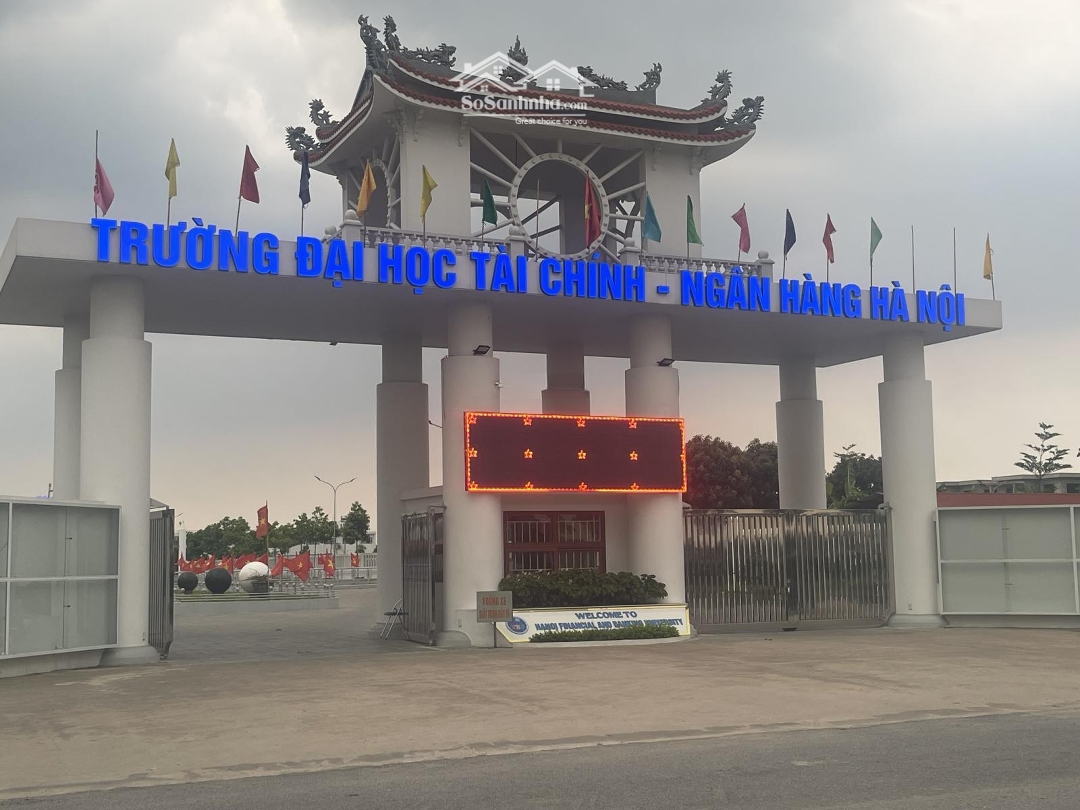 SoSanhnha.com
Great choice for you
TRƯỜNG ĐẠI HỌC TÀI CHÍNH - NGÂN HÀNG HÀ NỘI
WELCOME TO
HANOI FINANCIAL AND BANKING UNIVERSITY